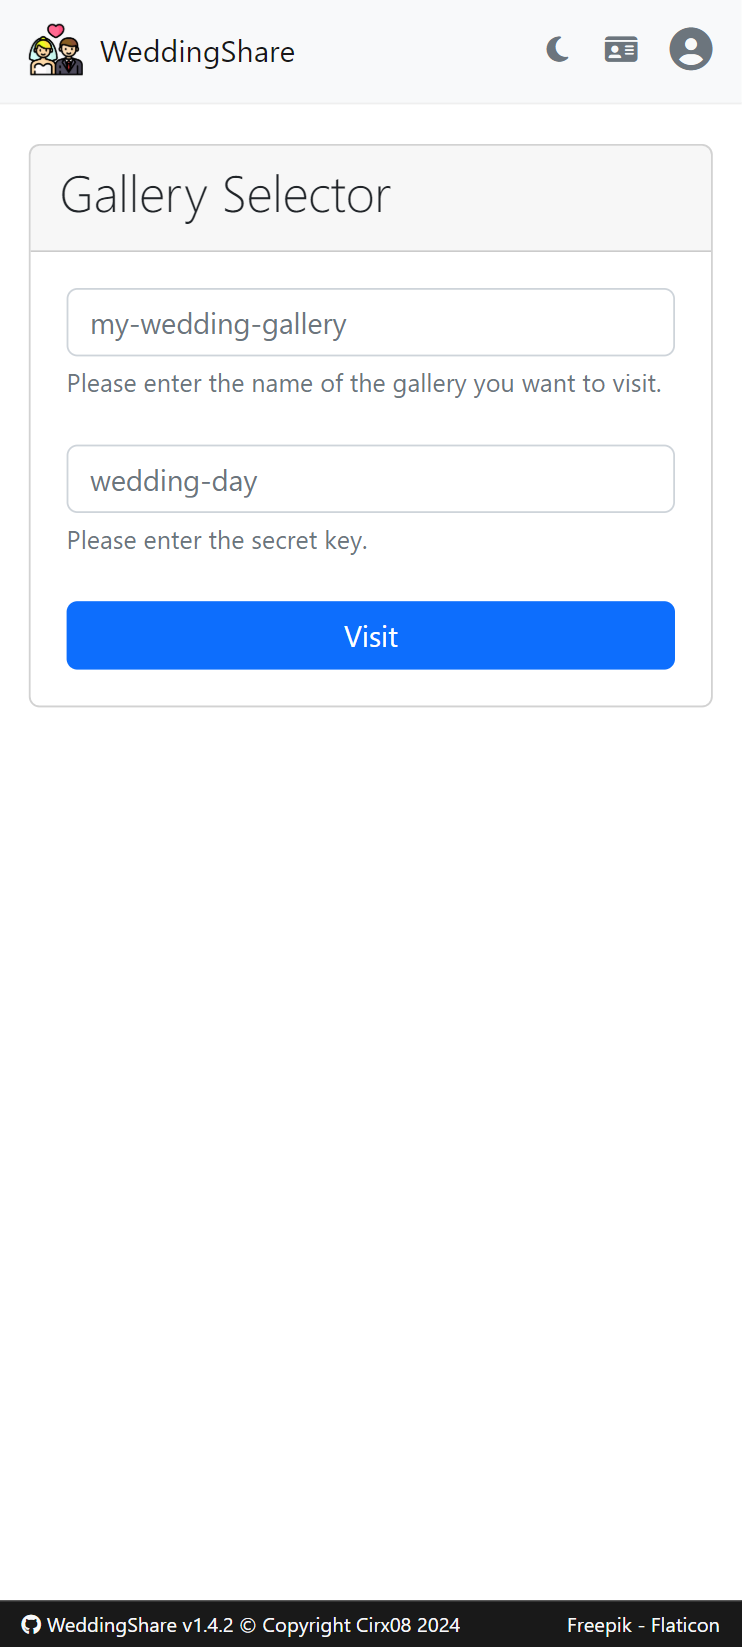 WeddingShare
Gallery Selector
my-wedding-gallery
Please enter the name of the gallery you want to visit.
wedding-day
Please enter the secret key.
Visit
WeddingShare v1.4.2 © Copyright Cirx08 2024 Freepik - Flaticon